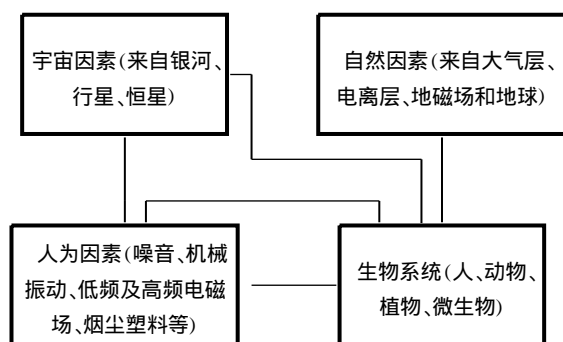 宇宙因素(来自银河、
行星、恒星)
自然因素(来自大气层、
电离层、地磁场和地球)
人为因素(噪音、机械
振动、低频及高频电磁
场、烟尘塑料等)
生物系统(人、动物、
植物、微生物)